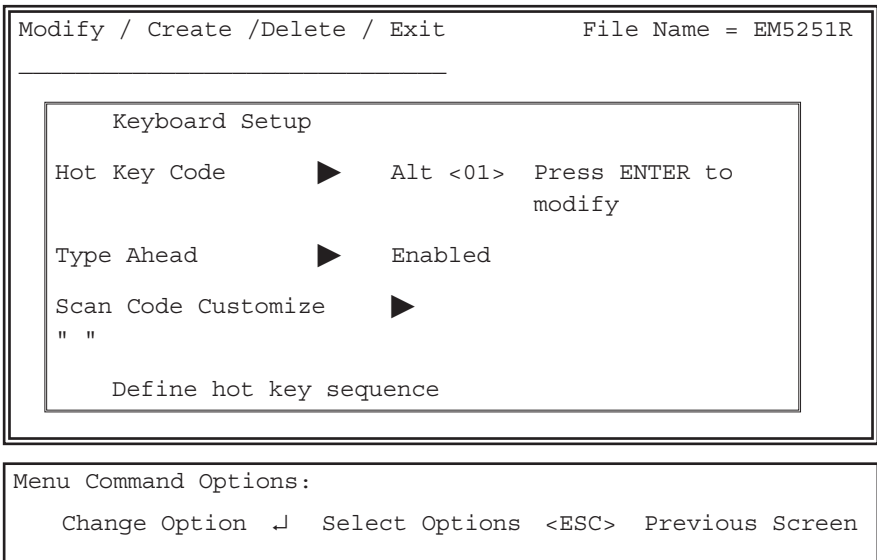 Modify / Create /Delete / Exit File Name = EM5251R
Keyboard Setup
Hot Key Code ▶ Alt <01> Press ENTER to
modify
Type Ahead ▶ Enabled
Scan Code Customize ▶
" "
Define hot key sequence
Menu Command Options:
Change Option ↵ Select Options <ESC> Previous Screen